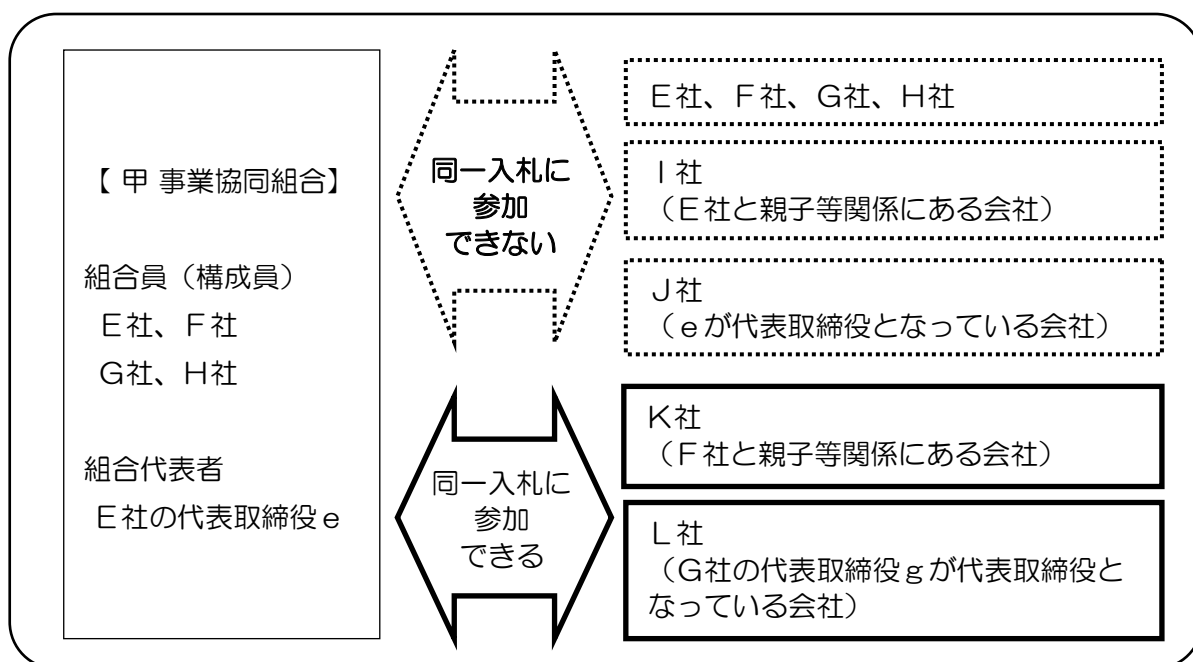 【 甲 事業協同組合】
組合員（構成員）
Ｅ社、Ｆ社
Ｇ社、Ｈ社
組合代表者
Ｅ社の代表取締役ｅ
同一入札に
参加
できない
Ｅ社、Ｆ社、Ｇ社、Ｈ社
Ｉ社
（Ｅ社と親子等関係にある会社）
Ｊ社
（ｅが代表取締役となっている会社）
同一入札に
参加
できる
Ｋ社
（Ｆ社と親子等関係にある会社）
Ｌ社
（Ｇ社の代表取締役ｇが代表取締役と
なっている会社）